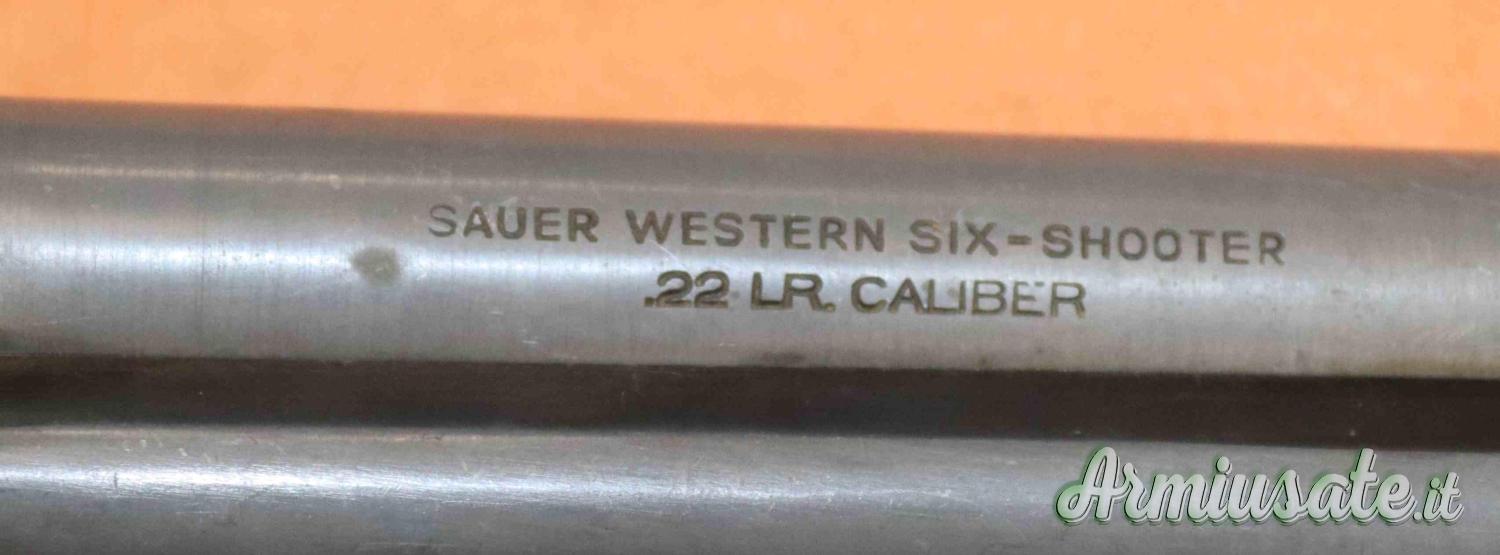 SAUER WESTERN SIX-SHOOTER
.22 LR. CALIBER
Armiusate.it